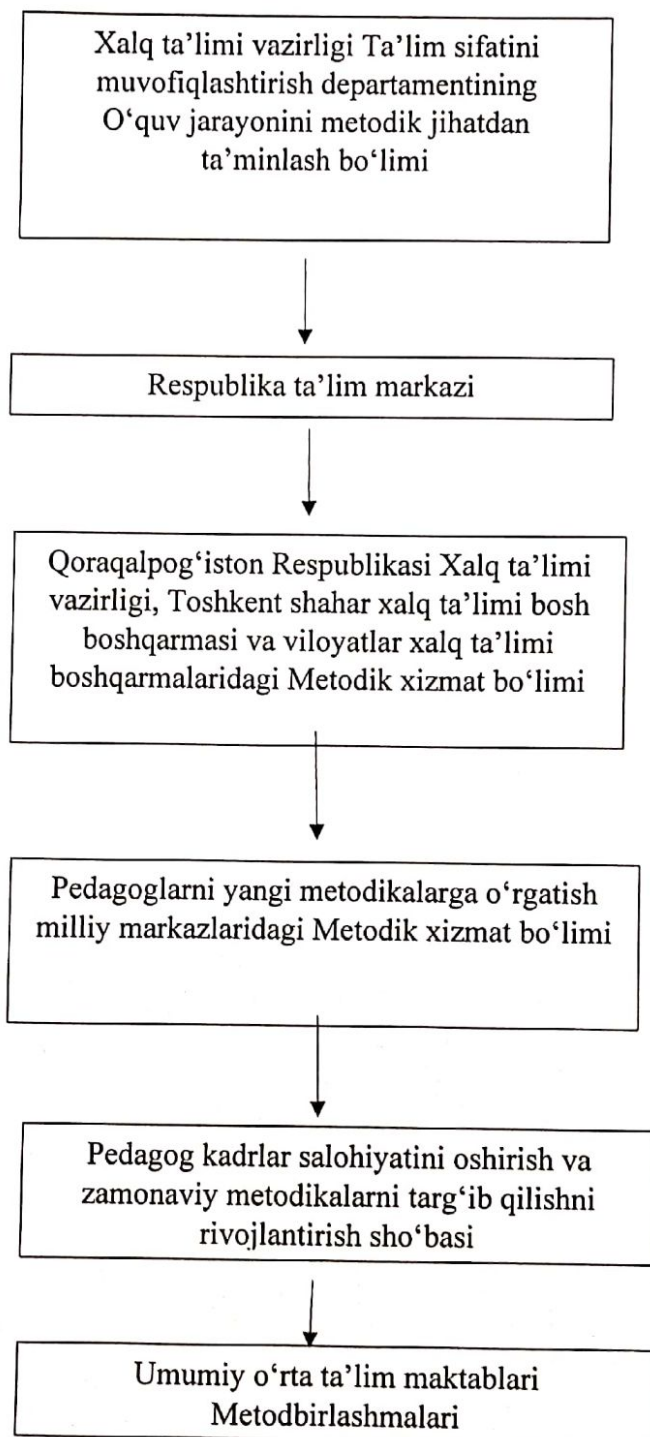 Xalq ta’limi vazirligi Ta’lim sifatini
muvofiqlashtirish departamentining
O‘quv jarayonini metodik jihatdan
ta’minlash bo‘limi
Respublika ta’lim markazi
Qoraqalpog‘iston Respublikasi Xalq ta’limi
vazirligi, Toshkent shahar xalq ta’limi bosh
boshqarmasi va viloyatlar xalq ta’limi
boshqarmalaridagi Metodik xizmat bo‘limi
Pedagoglarni yangi metodikalarga o‘rgatish
milliy markazlaridagi Metodik xizmat bo‘limi
Pedagog kadrlar salohiyatini oshirish va
zamonaviy metodikalarni targ‘ib qilishni
rivojlantirish sho‘basi
Umumiy o‘rta ta’lim maktablari
Metodbirlashmalari